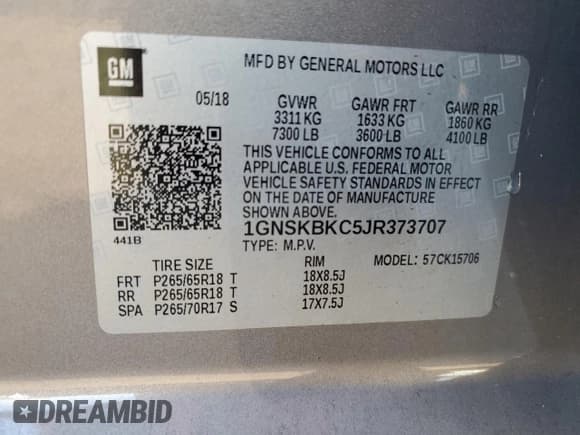 GM
MFD BY GENERAL MOTORS LLC
05/18 GVWR GAWR FRT GAWR RR
3311 KG 1633 KG 1860 KG
7300 LB 3600 LB 4100 LB
THIS VEHICLE CONFORMS TO ALL
APPLICABLE U.S. FEDERAL MOTOR
VEHICLE SAFETY STANDARDS IN EFFECT
ON THE DATE OF MANUFACTURE
SHOWN ABOVE.
441B
1GNSKBKC5JR373707
TYPE: M.P.V. MODEL: 57CK15706
TIRE SIZE RIM
FRT P265/65R18 T 18X8.5J
RR P265/65R18 T 18X8.5J
SPA P265/70R17 S 17X7.5J
DREAMBID